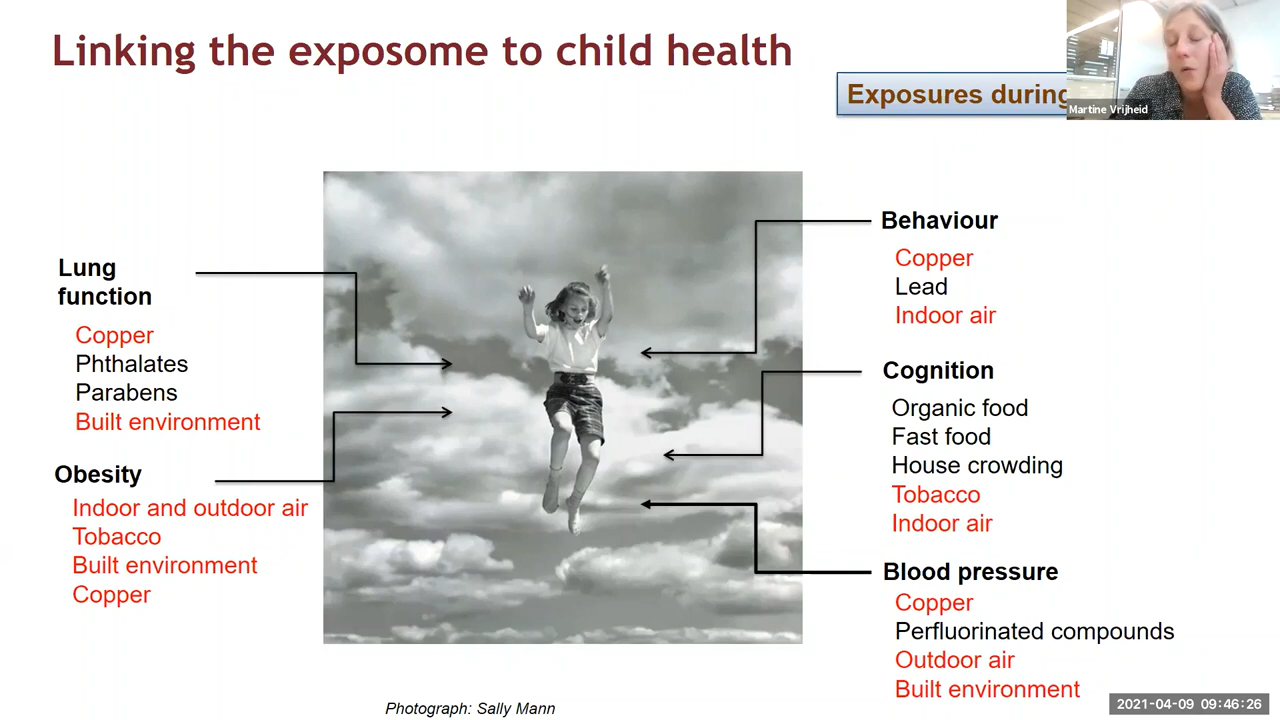 Linking the exposome to child health
Exposures during
Martine Vrijheid
Lung
function
Copper
Phthalates
Parabens
Built environment
Obesity
Indoor and outdoor air
Tobacco
Built environment
Copper
Behaviour
Copper
Lead
Indoor air
Cognition
Organic food
Fast food
House crowding
Tobacco
Indoor air
Blood pressure
Copper
Perfluorinated compounds
Outdoor air
Built environment
Photograph: Sally Mann
2021-04-09 09:46:26